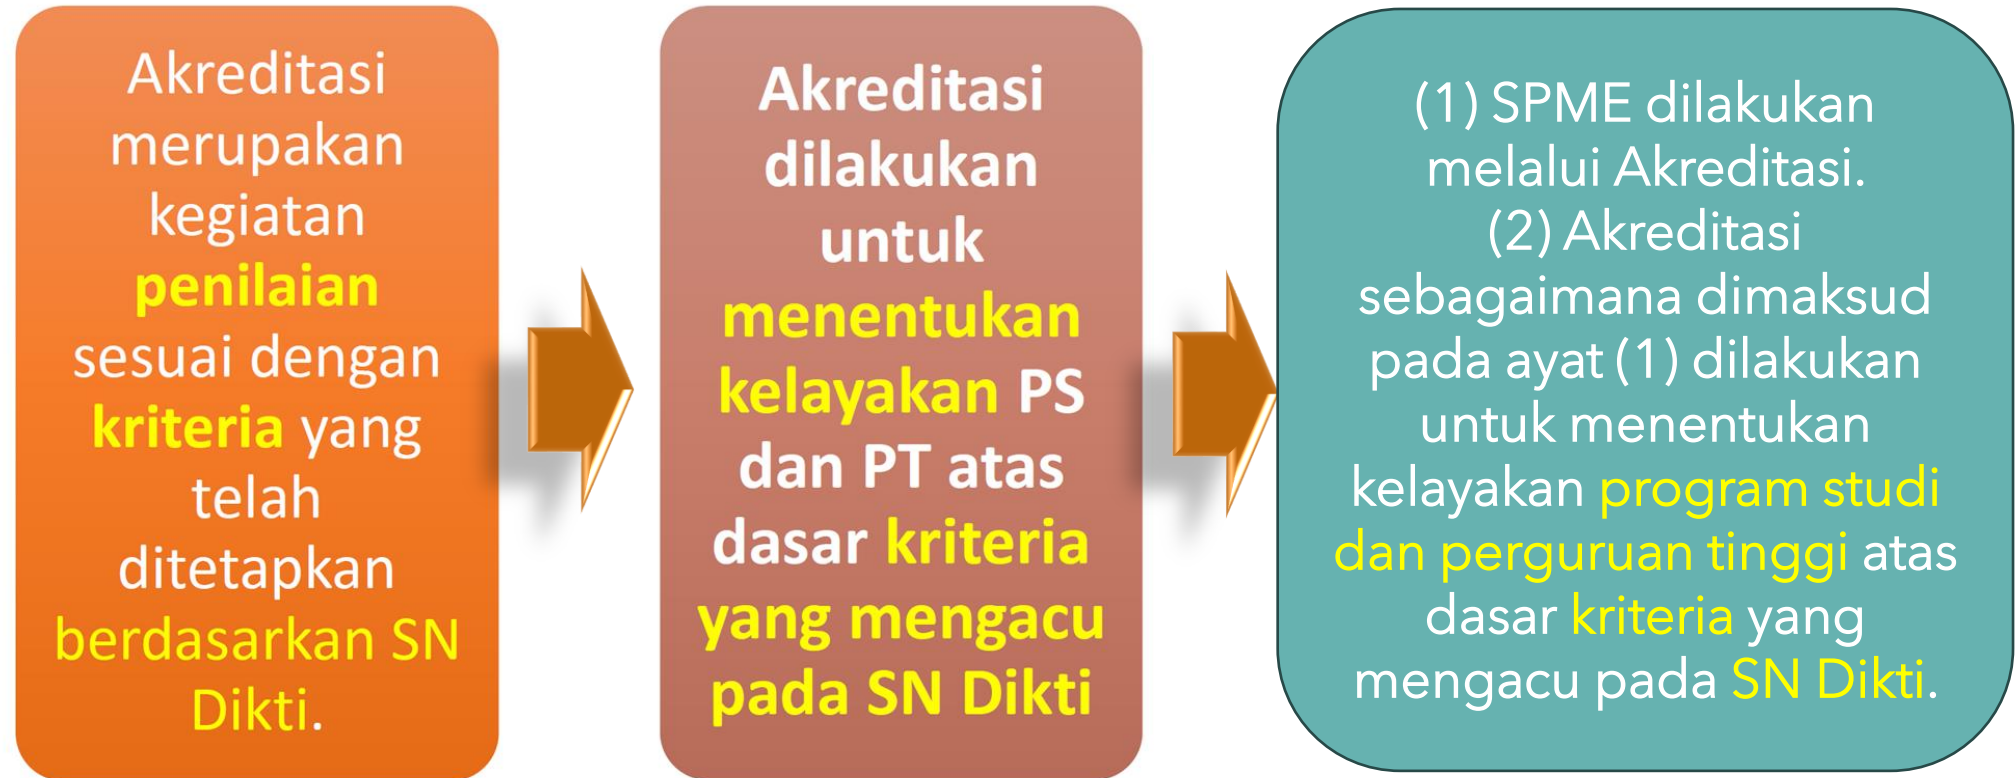 Akreditasi
merupakan
kegiatan
penilaian
sesuai dengan
kriteria yang
telah
ditetapkan
berdasarkan SN
Dikti.
Akreditasi
dilakukan
untuk
menentukan
kelayakan PS
dan PT atas
dasar kriteria
yang mengacu
pada SN Dikti
(1) SPME dilakukan
melalui Akreditasi.
(2) Akreditasi
sebagaimana dimaksud
pada ayat (1) dilakukan
untuk menentukan
kelayakan program studi
dan perguruan tinggi atas
dasar kriteria yang
mengacu pada SN Dikti.